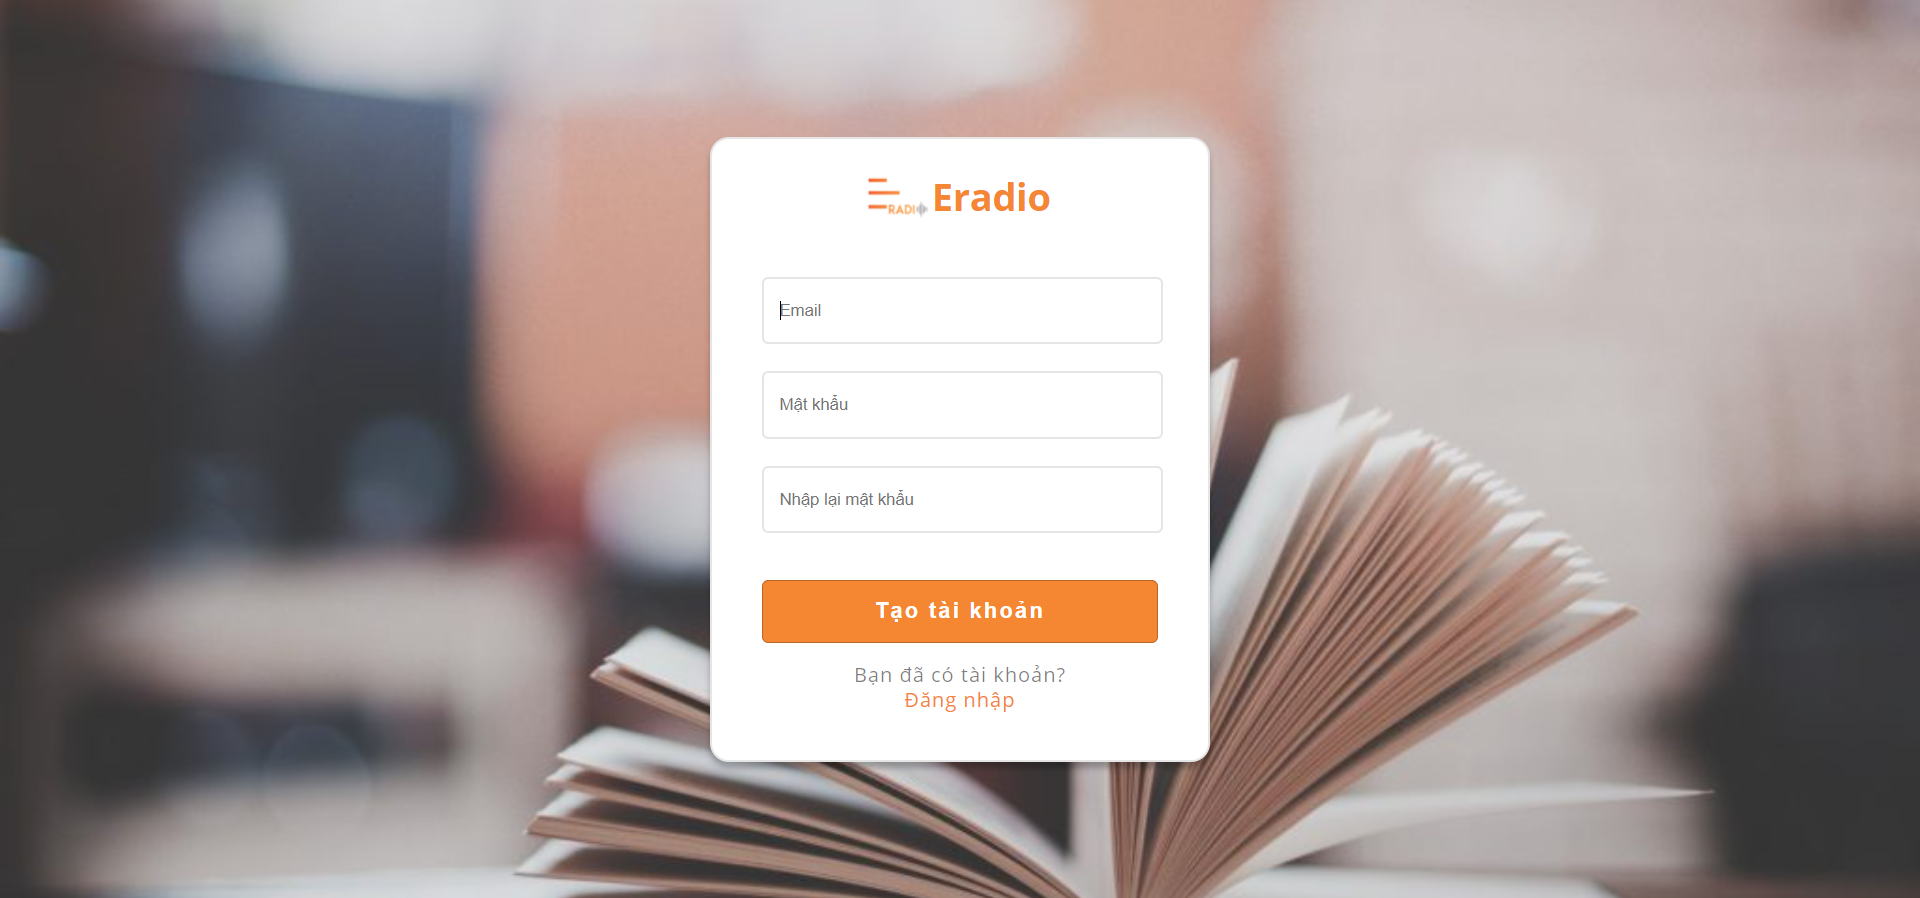 RADIO Eradio
Email
Mật khẩu
Nhập lại mật khẩu
Tạo tài khoản
Bạn đã có tài khoản?
Đăng nhập